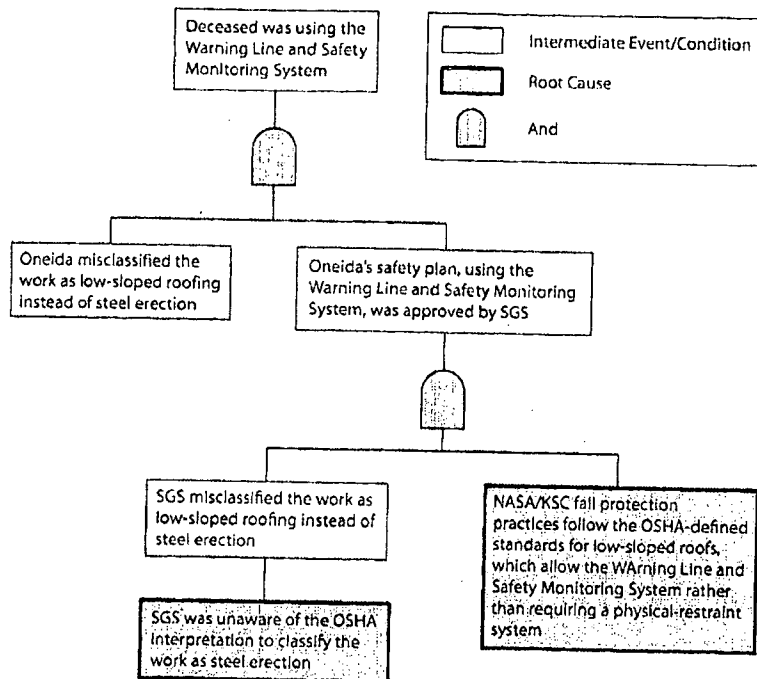 Deceased was using the
Warning Line and Safety
Monitoring System
Intermediate Event/Condition
Root Cause
And
Oneida misclassified the
work as low-sloped roofing
instead of steel erection
Oneida's safety plan, using the
Warning Line and Safety Monitoring
System, was approved by SGS
SGS misclassified the work as
low-sloped roofing instead of
steel erection
NASA/KSC fall protection
practices follow the OSHA-defined
standards for low-sloped roofs,
which allow the WArning Line and
Safety Monitoring System rather
than requiring a physical-restraint
system
SGS was unaware of the OSHA
interpretation to classify the
work as steel erection